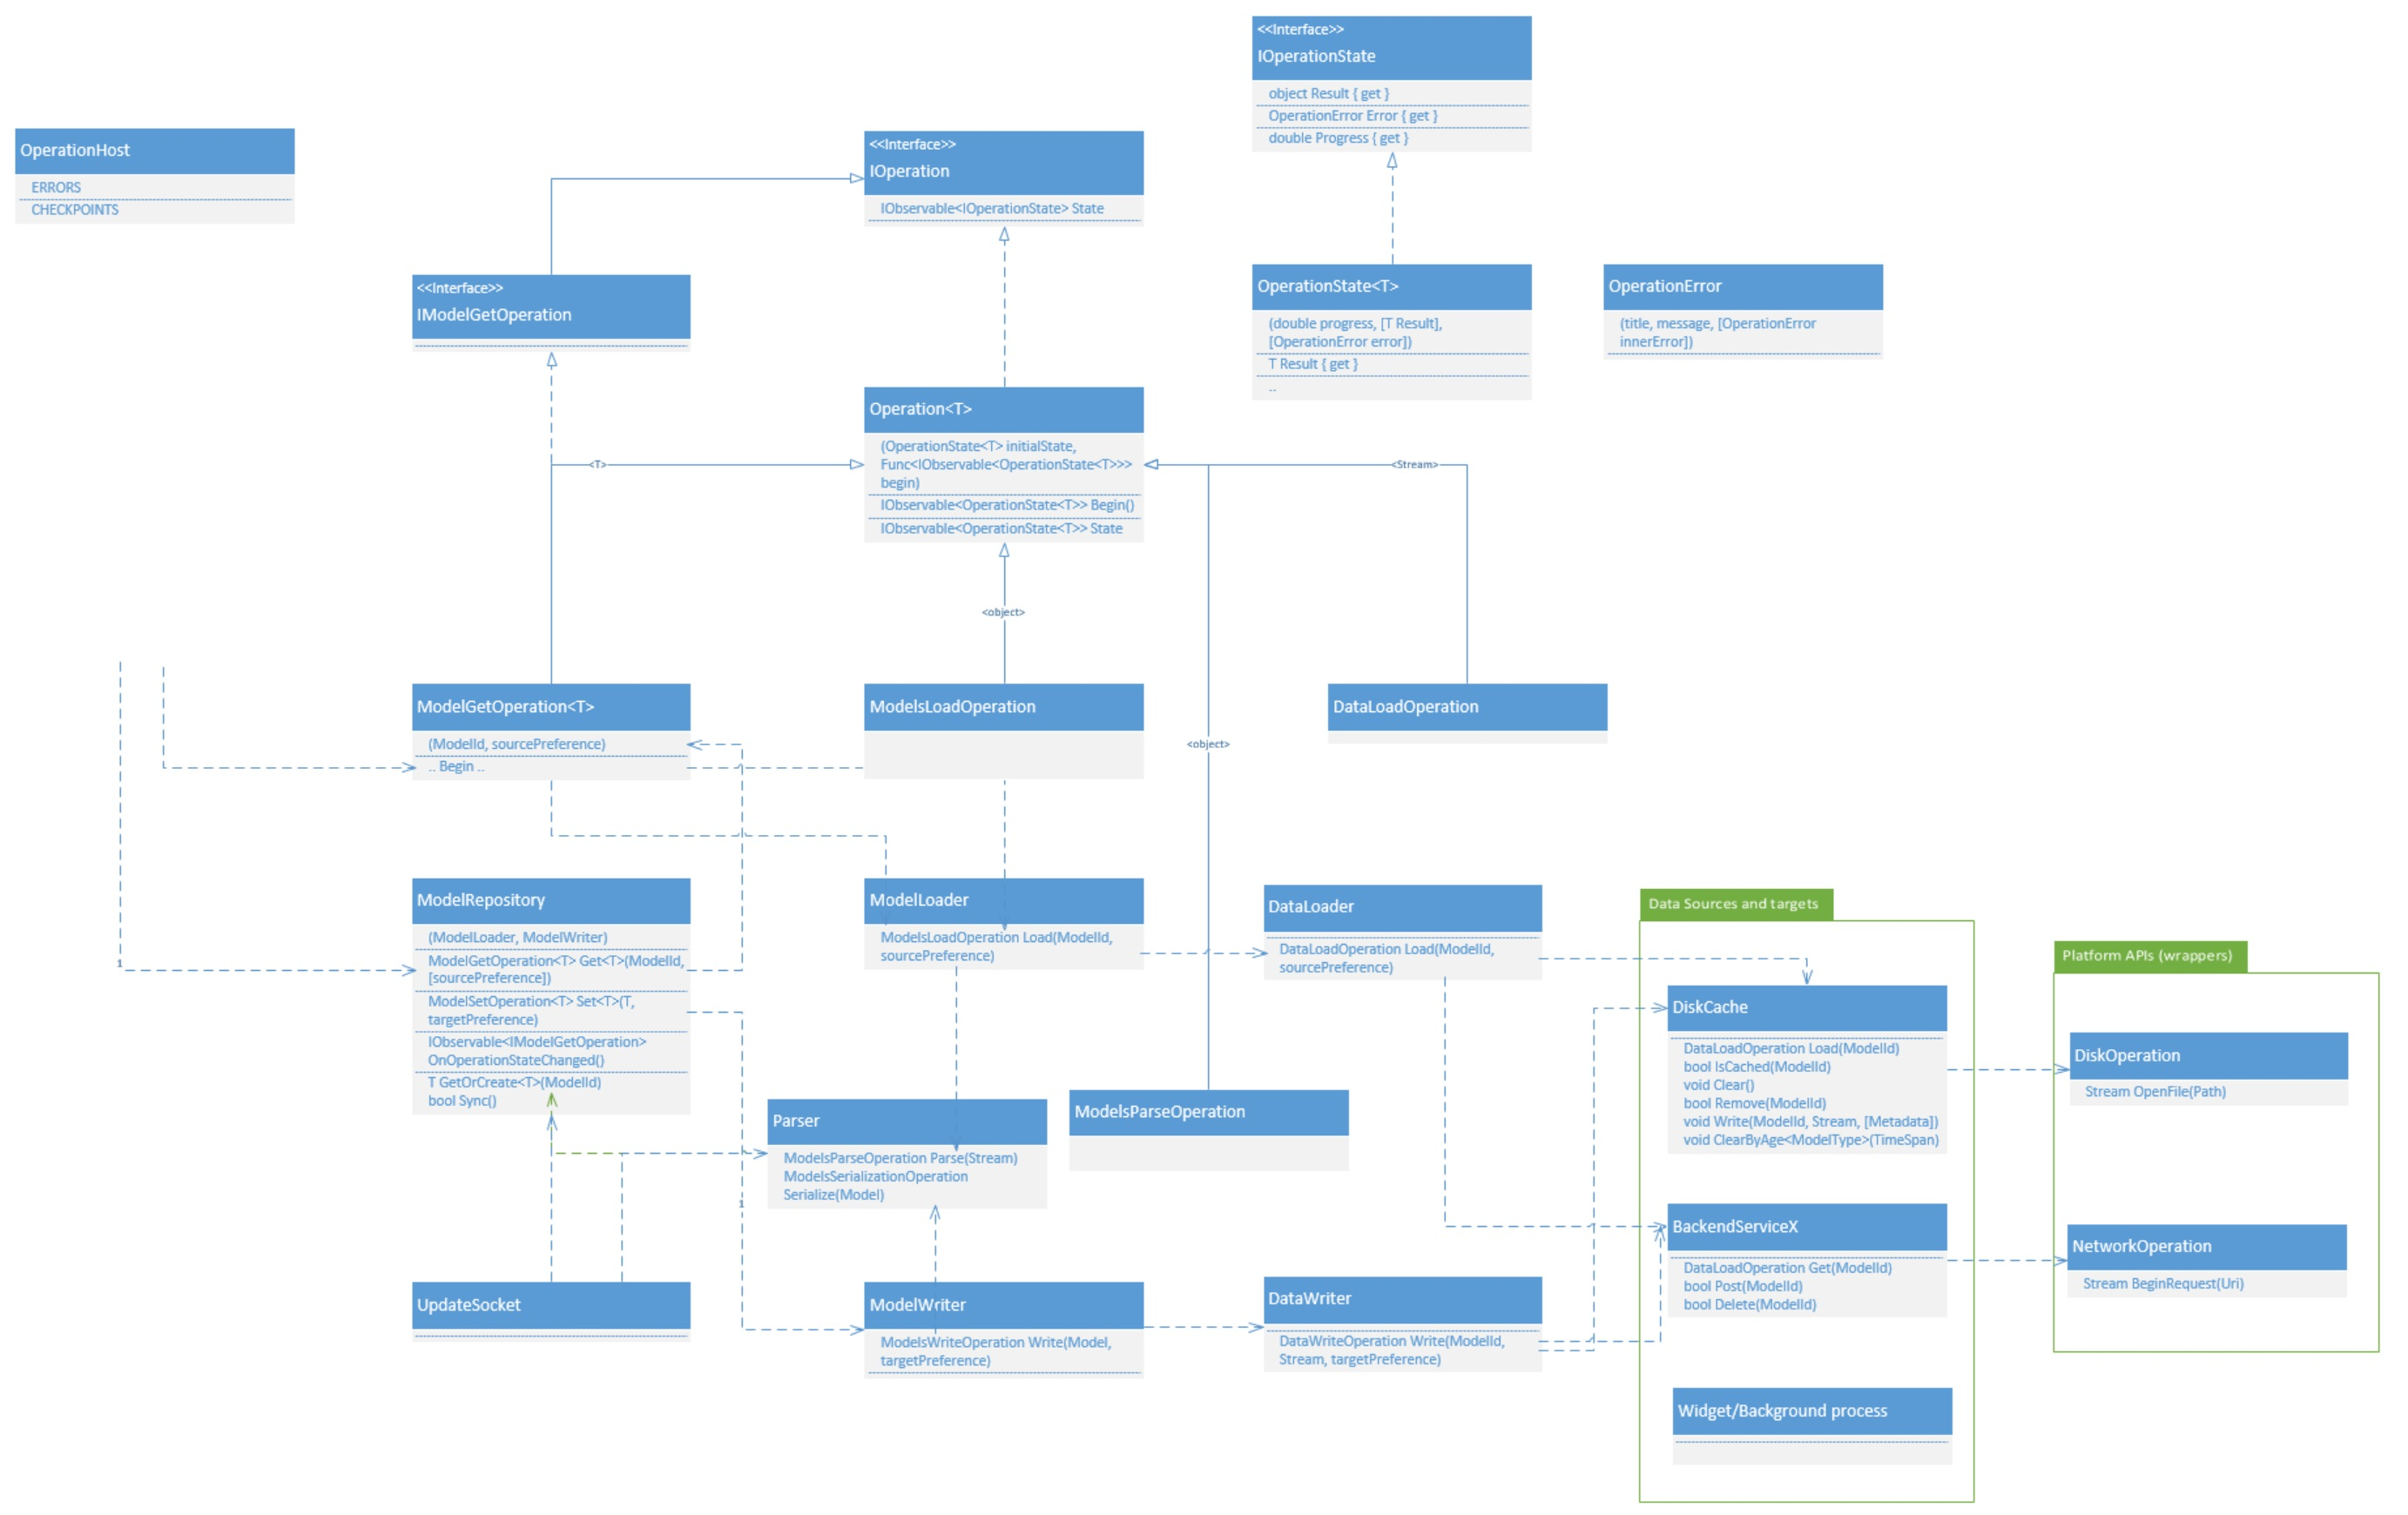 <<Interface>>
IOperationState
object Result { get }
OperationError Error { get }
double Progress { get }
OperationHost
ERRORS
CHECKPOINTS
<<Interface>>
IOperation
IObservable<IOperationState> State
<<Interface>>
IModelGetOperation
OperationState<T>
(double progress, [T Result],
[OperationError error])
T Result { get }
..
OperationError
(title, message, [OperationError
innerError])
Operation<T>
(OperationState<T> initialState,
Func<IObservable<OperationState<T>>>
begin)
IObservable<OperationState<T>> Begin()
IObservable<OperationState<T>> State
<T>
<Stream>
<object>
ModelGetOperation<T>
(ModelId, sourcePreference)
.. Begin ..
ModelsLoadOperation
<object>
DataLoadOperation
ModelRepository
(ModelLoader, ModelWriter)
ModelGetOperation<T> Get<T>(ModelId,
[sourcePreference])
ModelSetOperation<T> Set<T>(T,
targetPreference)
IObservable<IModelGetOperation>
OnOperationStateChanged()
T GetOrCreate<T>(ModelId)
bool Sync()
1
ModelLoader
ModelsLoadOperation Load(ModelId,
sourcePreference)
DataLoader
DataLoadOperation Load(ModelId,
sourcePreference)
Data Sources and targets
Platform APIs (wrappers)
DiskCache
DataLoadOperation Load(ModelId)
bool IsCached(ModelId)
void Clear()
bool Remove(ModelId)
void Write(ModelId, Stream, [Metadata])
void ClearByAge<ModelType>(TimeSpan)
DiskOperation
Stream OpenFile(Path)
Parser
ModelsParseOperation Parse(Stream)
ModelsSerializationOperation
Serialize(Model)
1
ModelsParseOperation
BackendServiceX
DataLoadOperation Get(ModelId)
bool Post(ModelId)
bool Delete(ModelId)
NetworkOperation
Stream BeginRequest(Uri)
UpdateSocket
ModelWriter
ModelsWriteOperation Write(Model,
targetPreference)
DataWriter
DataWriteOperation Write(ModelId,
Stream, targetPreference)
Widget/Background process